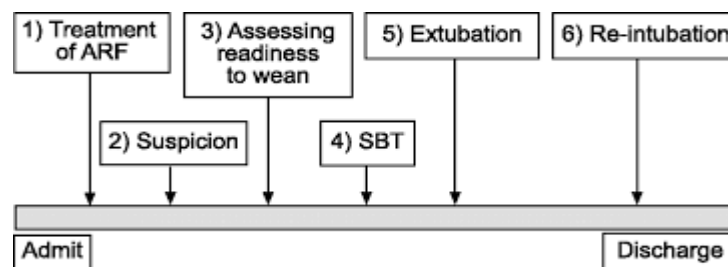 1) Treatment
of ARF
2) Suspicion
3) Assessing
readiness
to wean
4) SBT
5) Extubation
6) Re-intubation
Admit
Discharge